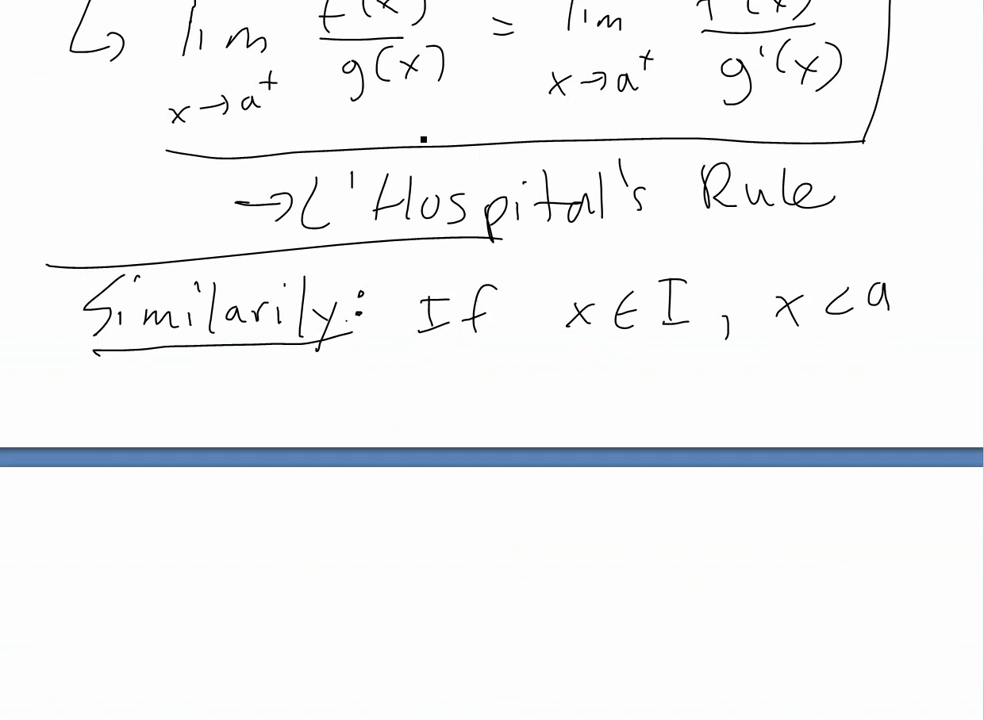 ↳ lim f(x)/g(x) = lim f'(x)/g'(x)
x→a⁺ x→a⁺
→L'Hospital's Rule
Similarily: If x∈I, x<a